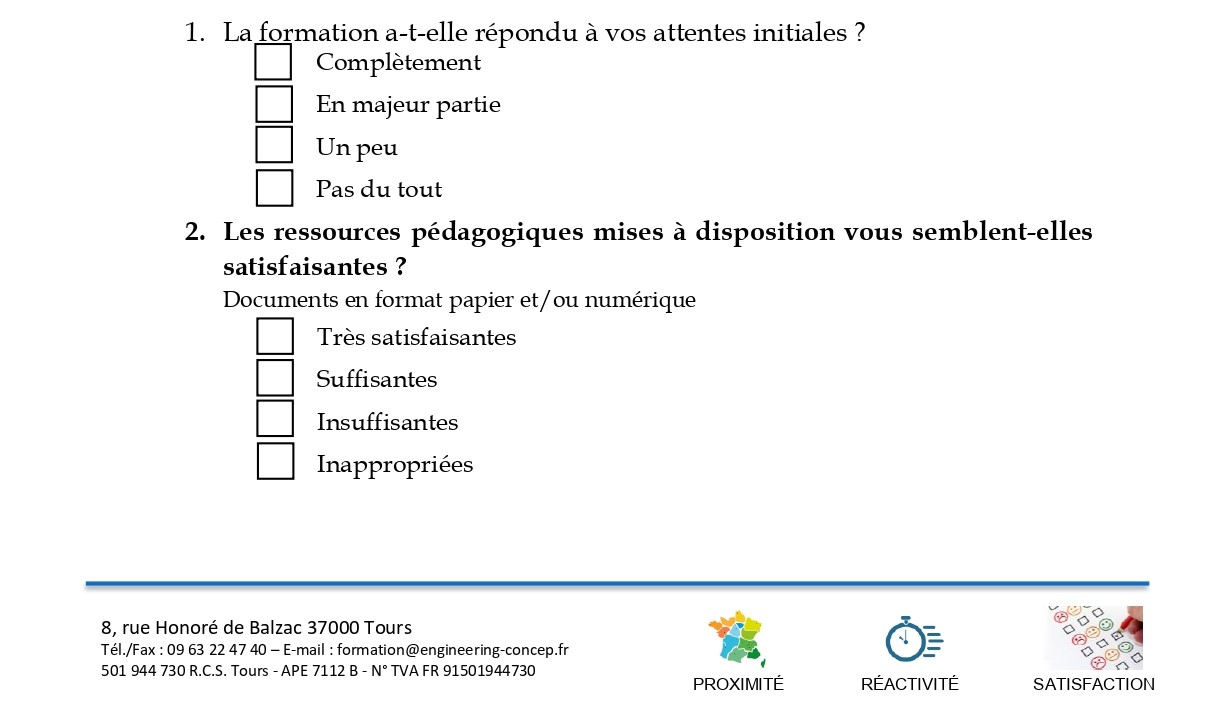 1. La formation a-t-elle répondu à vos attentes initiales ?
Complètement
En majeur partie
Un peu
Pas du tout
2. Les ressources pédagogiques mises à disposition vous semblent-elles
satisfaisantes ?
Documents en format papier et/ou numérique
Très satisfaisantes
Suffisantes
Insuffisantes
Inappropriées
8, rue Honoré de Balzac 37000 Tours
Tél./Fax : 09 63 22 47 40 – E-mail : formation@engineering-concep.fr
501 944 730 R.C.S. Tours - APE 7112 B - N° TVA FR 91501944730
PROXIMITÉ
RÉACTIVITÉ
SATISFACTION